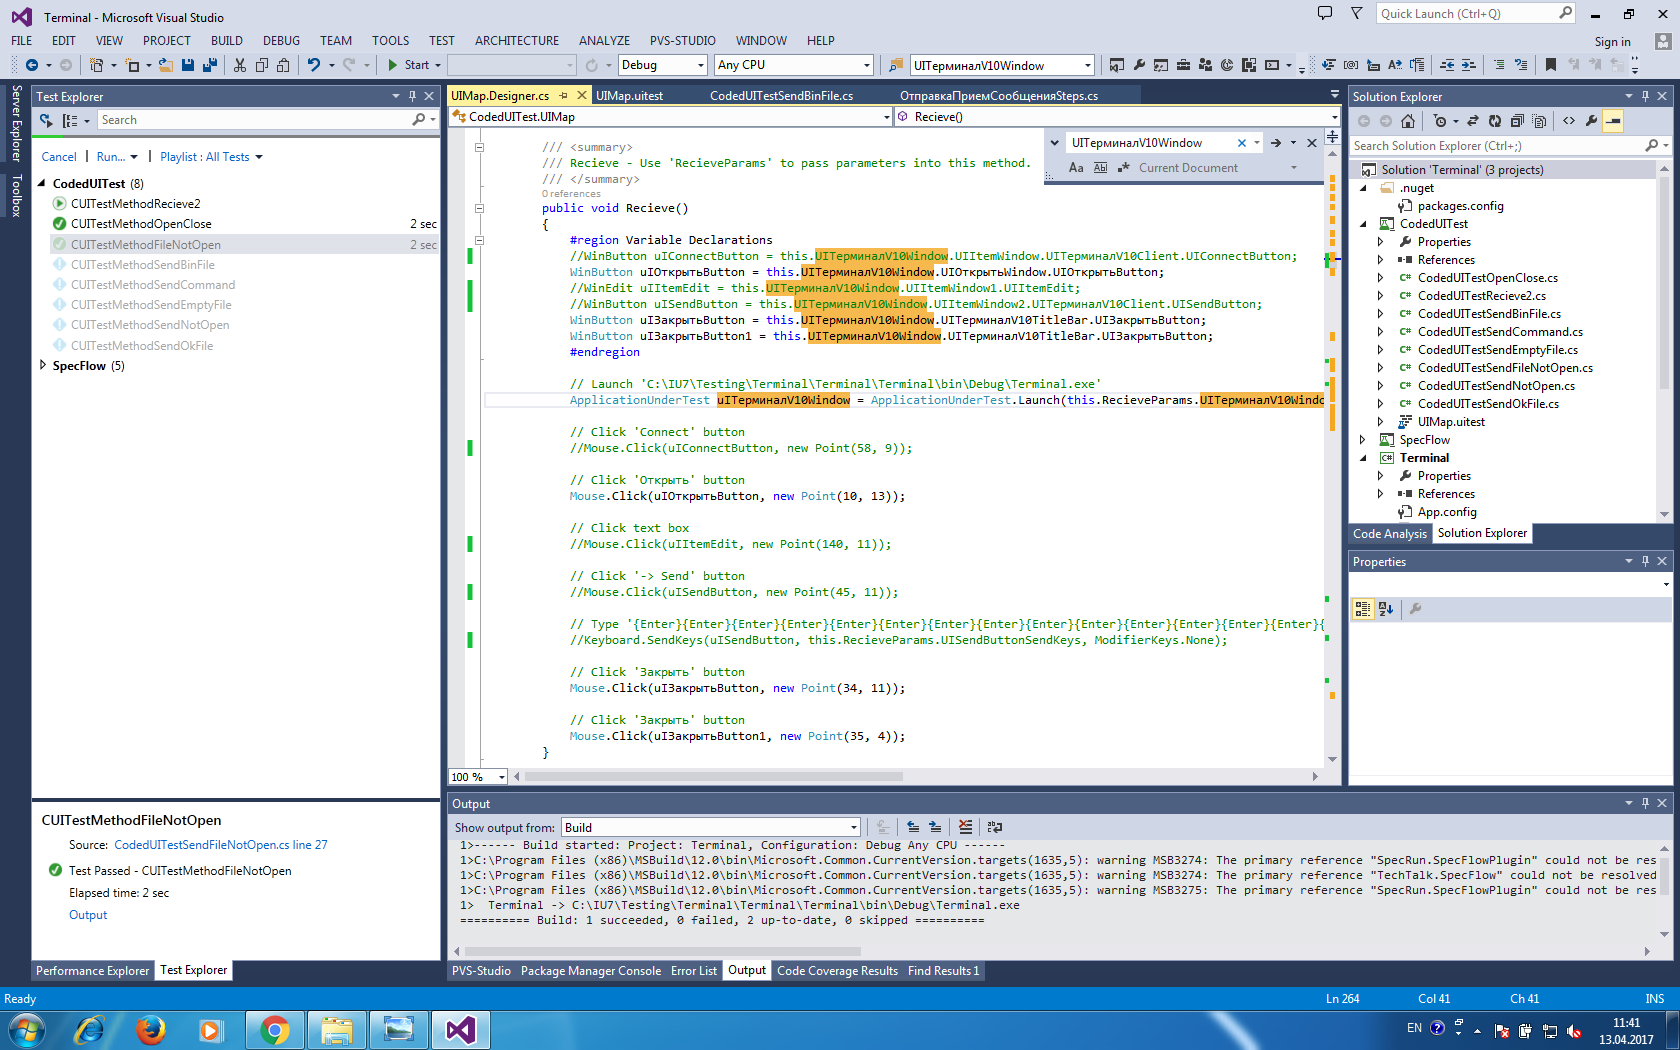 Terminal - Microsoft Visual Studio
Quick Launch (Ctrl+Q)
FILE EDIT VIEW PROJECT BUILD DEBUG TEAM TOOLS TEST ARCHITECTURE ANALYZE PVS-STUDIO WINDOW HELP
Sign in
Start Debug Any CPU UIТерминалV10Window
Server Explorer
Toolbox
Test Explorer
Search
Cancel | Run... Playlist : All Tests
CodedUITest (8)
CUITestMethodRecieve2
CUITestMethodOpenClose 2 sec
CUITestMethodFileNotOpen 2 sec
CUITestMethodSendBinFile
CUITestMethodSendCommand
CUITestMethodSendEmptyFile
CUITestMethodSendNotOpen
CUITestMethodSendOkFile
SpecFlow (5)
CUITestMethodFileNotOpen
Source: CodedUITestSendFileNotOpen.cs line 27
Test Passed - CUITestMethodFileNotOpen
Elapsed time: 2 sec
Output
Performance Explorer Test Explorer
UIMap.Designer.cs UIMap.uitest CodedUITestSendBinFile.cs ОтправкаПриемСообщенияSteps.cs
CodedUITest.UIMap Recieve()
UIТерминалV10Window
Aa Ab Current Document
/// <summary>
/// Recieve - Use 'RecieveParams' to pass parameters into this method.
/// </summary>
0 references
public void Recieve()
{
#region Variable Declarations
//WinButton uIConnectButton = this.UIТерминалV10Window.UIItemWindow.UIТерминалV10Client.UIConnectButton;
WinButton uIОткрытьButton = this.UIТерминалV10Window.UIОткрытьWindow.UIОткрытьButton;
//WinEdit uIItemEdit = this.UIТерминалV10Window.UIItemWindow1.UIItemEdit;
//WinButton uISendButton = this.UIТерминалV10Window.UIItemWindow2.UIТерминалV10Client.UISendButton;
WinButton uIЗакрытьButton = this.UIТерминалV10Window.UIТерминалV10TitleBar.UIЗакрытьButton;
WinButton uIЗакрытьButton1 = this.UIТерминалV10Window.UIТерминалV10TitleBar.UIЗакрытьButton;
#endregion
// Launch 'C:\IU7\Testing\Terminal\Terminal\Terminal\bin\Debug\Terminal.exe'
ApplicationUnderTest uIТерминалV10Window = ApplicationUnderTest.Launch(this.RecieveParams.UIТерминалV10Windo
// Click 'Connect' button
//Mouse.Click(uIConnectButton, new Point(58, 9));
// Click 'Открыть' button
Mouse.Click(uIОткрытьButton, new Point(10, 13));
// Click text box
//Mouse.Click(uIItemEdit, new Point(140, 11));
// Click '-> Send' button
//Mouse.Click(uISendButton, new Point(45, 11));
// Type '{Enter}{Enter}{Enter}{Enter}{Enter}{Enter}{Enter}{Enter}{Enter}{Enter}{Enter}{Enter}{Enter}{Enter}{
//Keyboard.SendKeys(uISendButton, this.RecieveParams.UISendButtonSendKeys, ModifierKeys.None);
// Click 'Закрыть' button
Mouse.Click(uIЗакрытьButton, new Point(34, 11));
// Click 'Закрыть' button
Mouse.Click(uIЗакрытьButton1, new Point(35, 4));
}
100 %
Output
Show output from: Build
1>------ Build started: Project: Terminal, Configuration: Debug Any CPU ------
1>C:\Program Files (x86)\MSBuild\12.0\bin\Microsoft.Common.CurrentVersion.targets(1635,5): warning MSB3274: The primary reference "SpecRun.SpecFlowPlugin" could not be res
1>C:\Program Files (x86)\MSBuild\12.0\bin\Microsoft.Common.CurrentVersion.targets(1635,5): warning MSB3274: The primary reference "TechTalk.SpecFlow" could not be resolved
1>C:\Program Files (x86)\MSBuild\12.0\bin\Microsoft.Common.CurrentVersion.targets(1635,5): warning MSB3275: The primary reference "SpecRun.SpecFlowPlugin" could not be res
1> Terminal -> C:\IU7\Testing\Terminal\Terminal\Terminal\bin\Debug\Terminal.exe
========== Build: 1 succeeded, 0 failed, 2 up-to-date, 0 skipped ==========
PVS-Studio Package Manager Console Error List Output Code Coverage Results Find Results 1
Solution Explorer
Search Solution Explorer (Ctrl+;)
Solution 'Terminal' (3 projects)
.nuget
packages.config
CodedUITest
Properties
References
CodedUITestOpenClose.cs
CodedUITestRecieve2.cs
CodedUITestSendBinFile.cs
CodedUITestSendCommand.cs
CodedUITestSendEmptyFile.cs
CodedUITestSendFileNotOpen.cs
CodedUITestSendNotOpen.cs
CodedUITestSendOkFile.cs
UIMap.uitest
SpecFlow
Terminal
Properties
References
App.config
Code Analysis Solution Explorer
Properties
Ready Ln 264 Col 41 Ch 41 INS
EN 11:41
13.04.2017